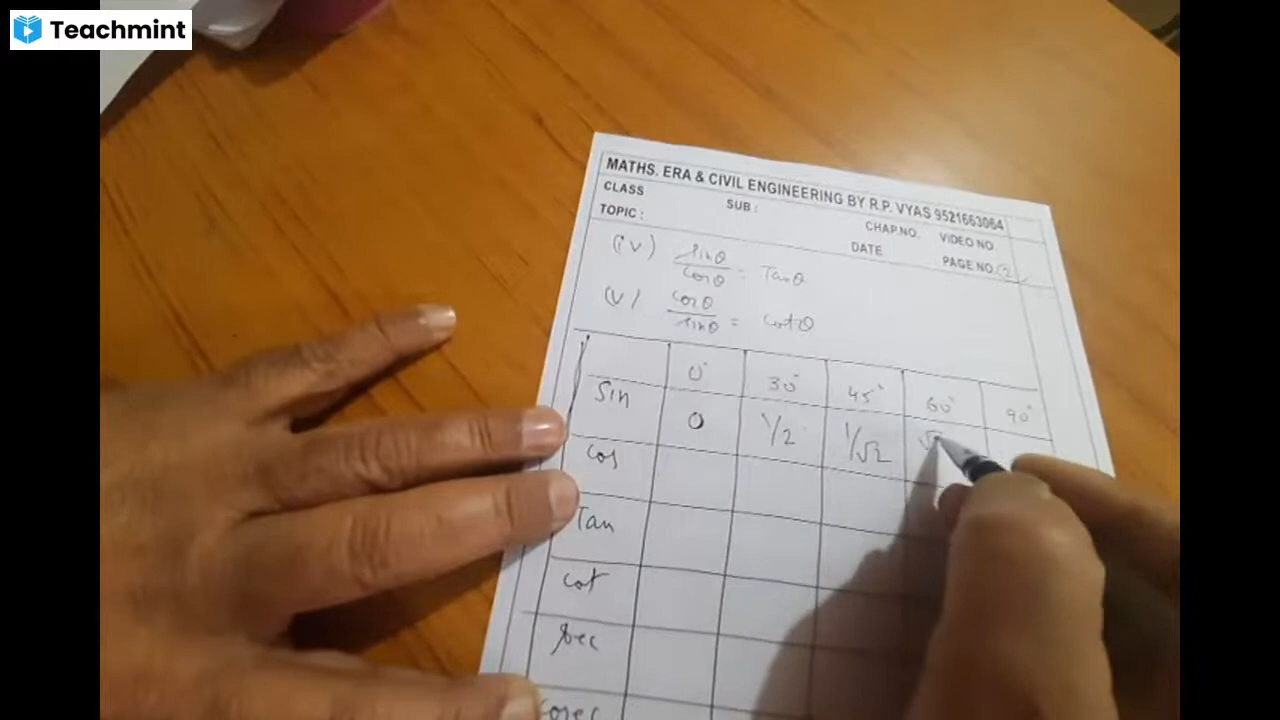 Teachmint
MATHS. ERA & CIVIL ENGINEERING BY R.P. VYAS 9521663064
CLASS SUB : CHAP.NO. VIDEO NO.
TOPIC : DATE PAGE NO. (2)
(iv) sinθ/cosθ = Tanθ
(v) cosθ/sinθ = cotθ
0° 30° 45° 60° 90°
Sin 0 1/2 1/√2
cos
Tan
cot
sec
cosec